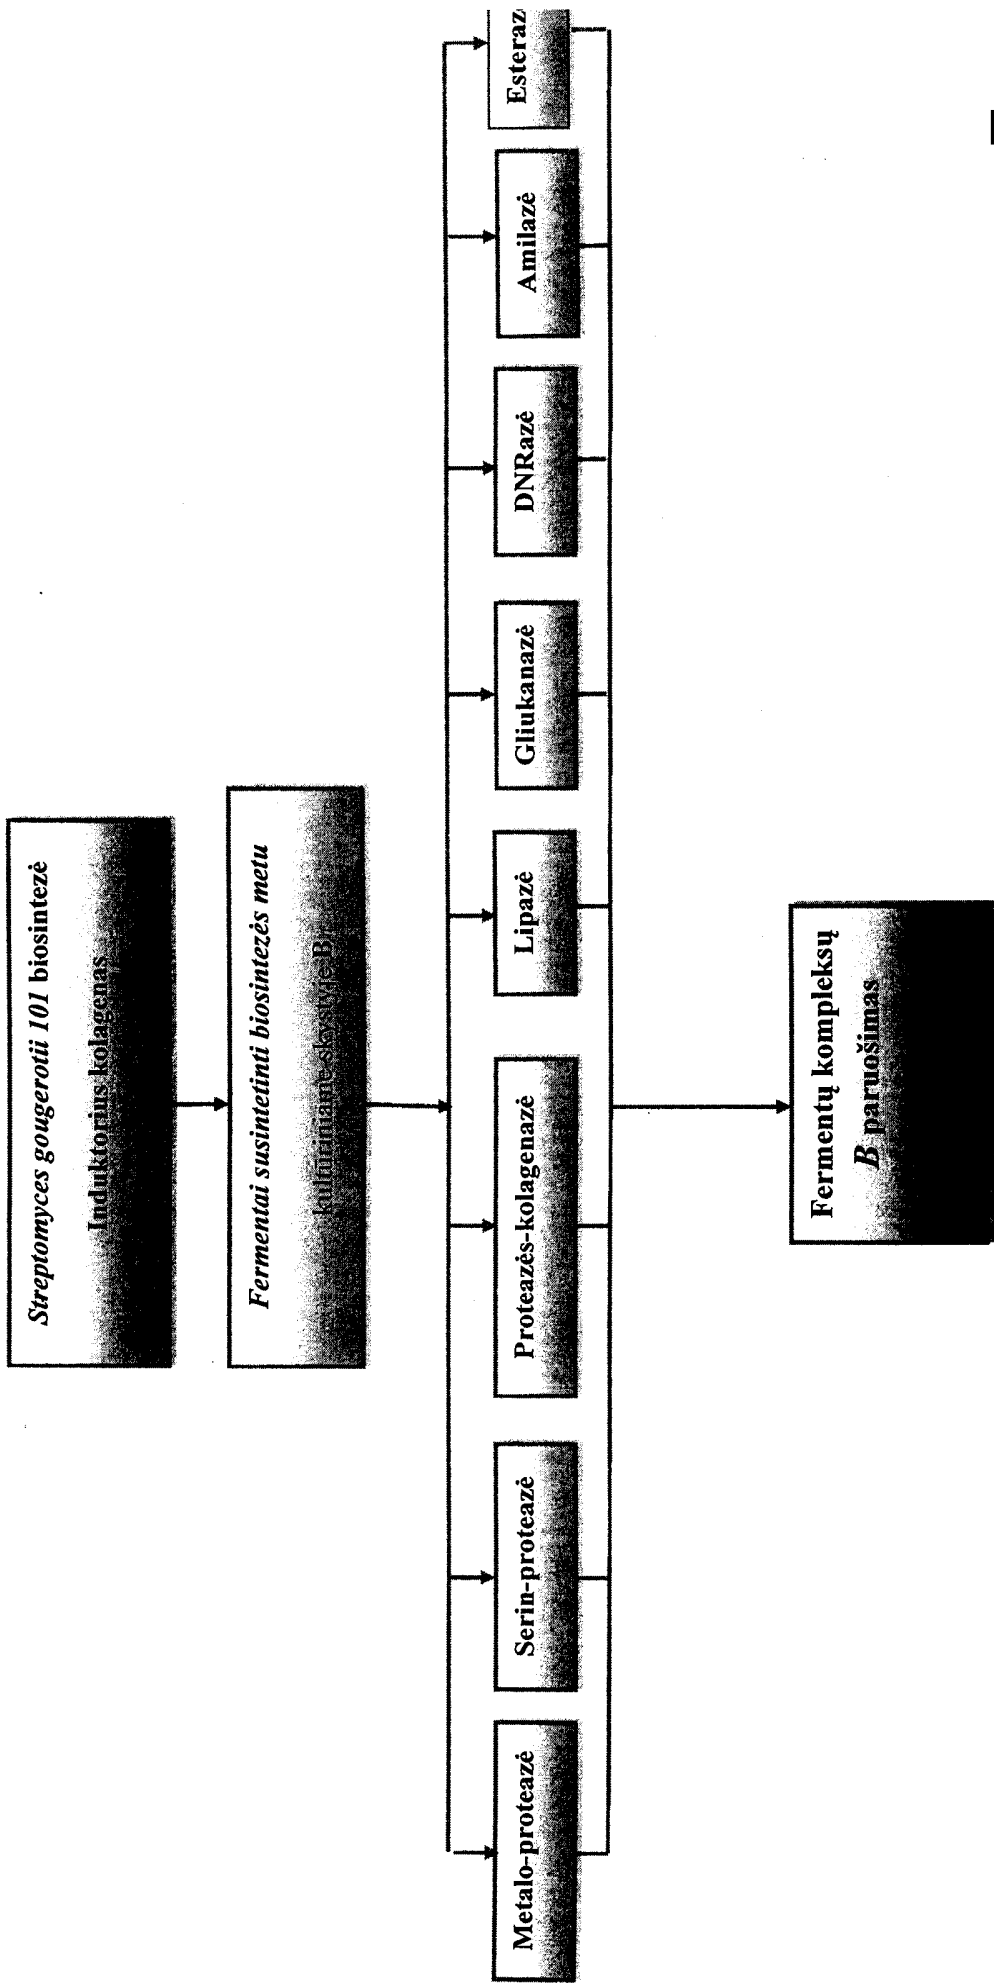 Streptomyces gougerotii 101 biosintezė
Induktorius kolagenas
Fermentai susintetinti biosintezės metu
kultūriniame skystyje B
Metalo-proteazė
Serin-proteazė
Proteazės-kolagenazė
Lipazė
Gliukanazė
DNRazė
Amilazė
Esteraz
Fermentų kompleksų
B paruošimas